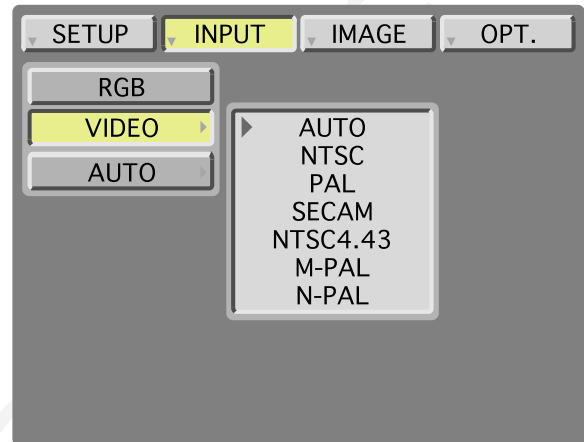 SETUP INPUT IMAGE OPT.
RGB
VIDEO
AUTO
AUTO
NTSC
PAL
SECAM
NTSC4.43
M-PAL
N-PAL